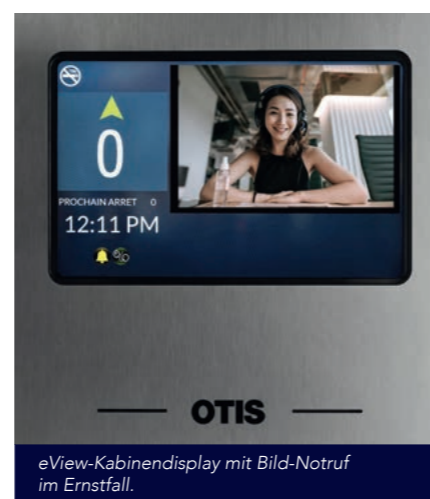 0
PROCHAIN ARRET 0
12:11 PM
OTIS
eView-Kabinendisplay mit Bild-Notruf
im Ernstfall.